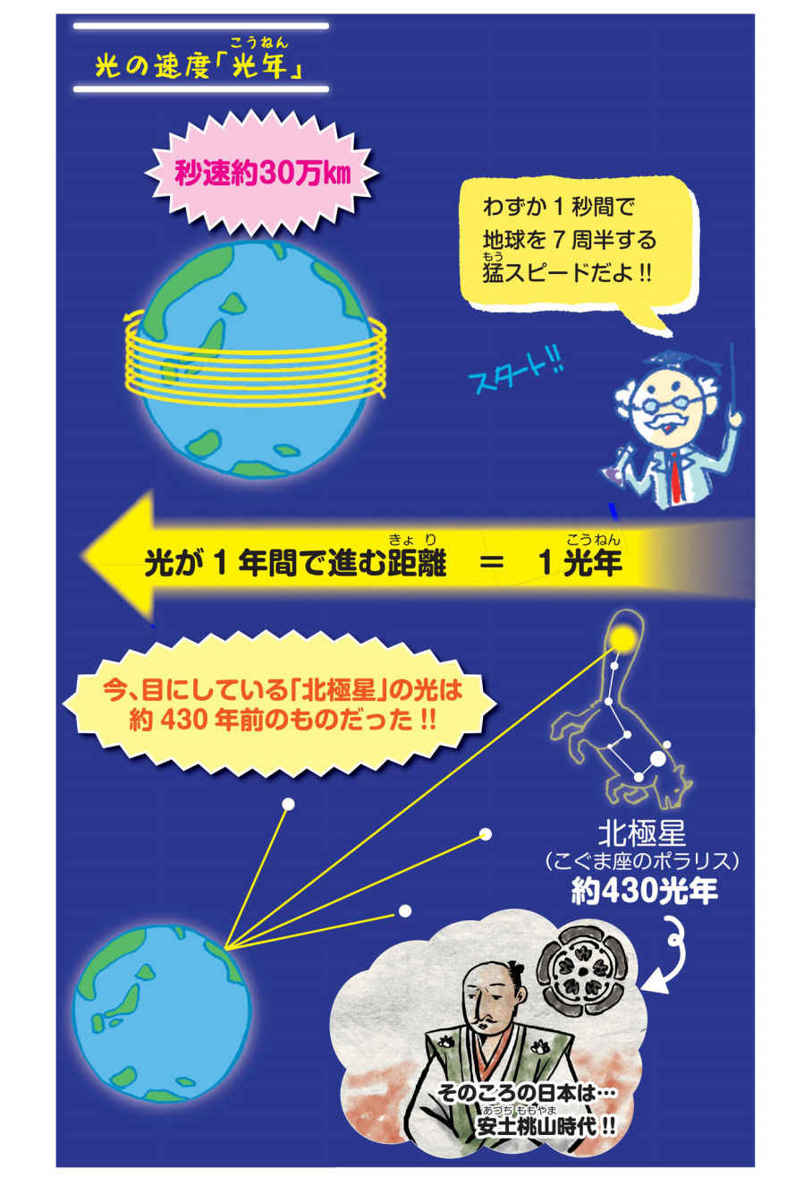 光の速度「光年」
こうねん
秒速約30万km
わずか1秒間で
地球を7周半する
猛スピードだよ!!
もう
スタート!!
光が1年間で進む距離 = 1光年
きょり こうねん
今、目にしている「北極星」の光は
約430年前のものだった!!
北極星
(こぐま座のポラリス)
約430光年
そのころの日本は…
安土桃山時代!!
あづちももやま